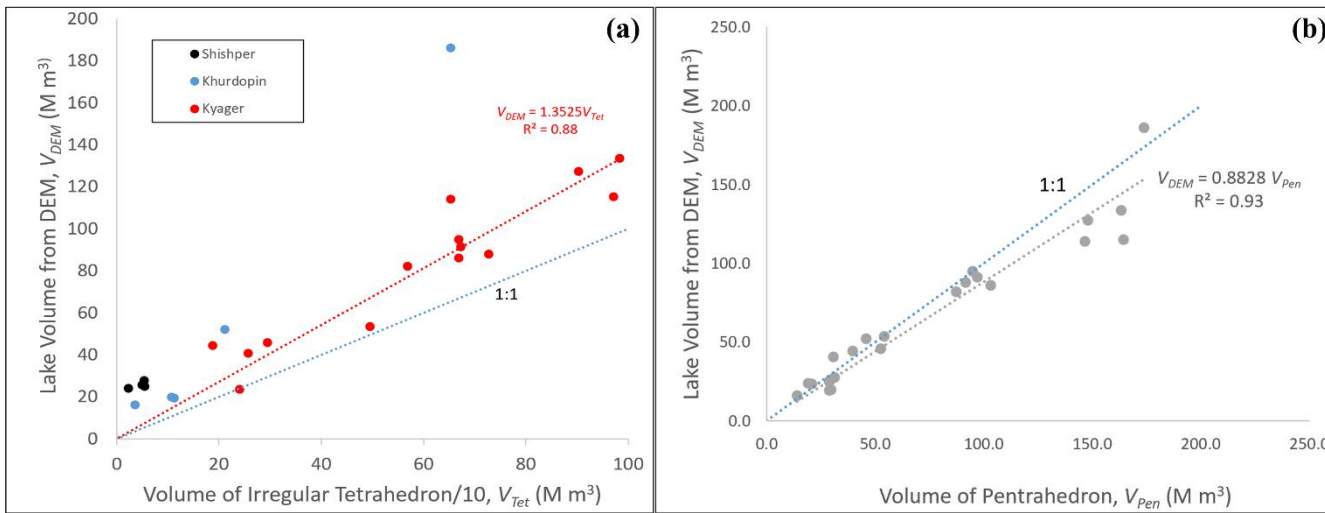 (a)
200
180
160
140
120
100
80
60
40
20
0
Lake Volume from DEM, V_DEM (M m³)
Shishper
Khurdopin
Kyager
V_DEM = 1.3525V_Tet
R² = 0.88
1:1
0 20 40 60 80 100
Volume of Irregular Tetrahedron/10, V_Tet (M m³)
(b)
250.0
200.0
150.0
100.0
50.0
0.0
Lake Volume from DEM, V_DEM (M m³)
1:1
V_DEM = 0.8828 V_Pen
R² = 0.93
0.0 50.0 100.0 150.0 200.0 250.0
Volume of Pentrahedron, V_Pen (M m³)